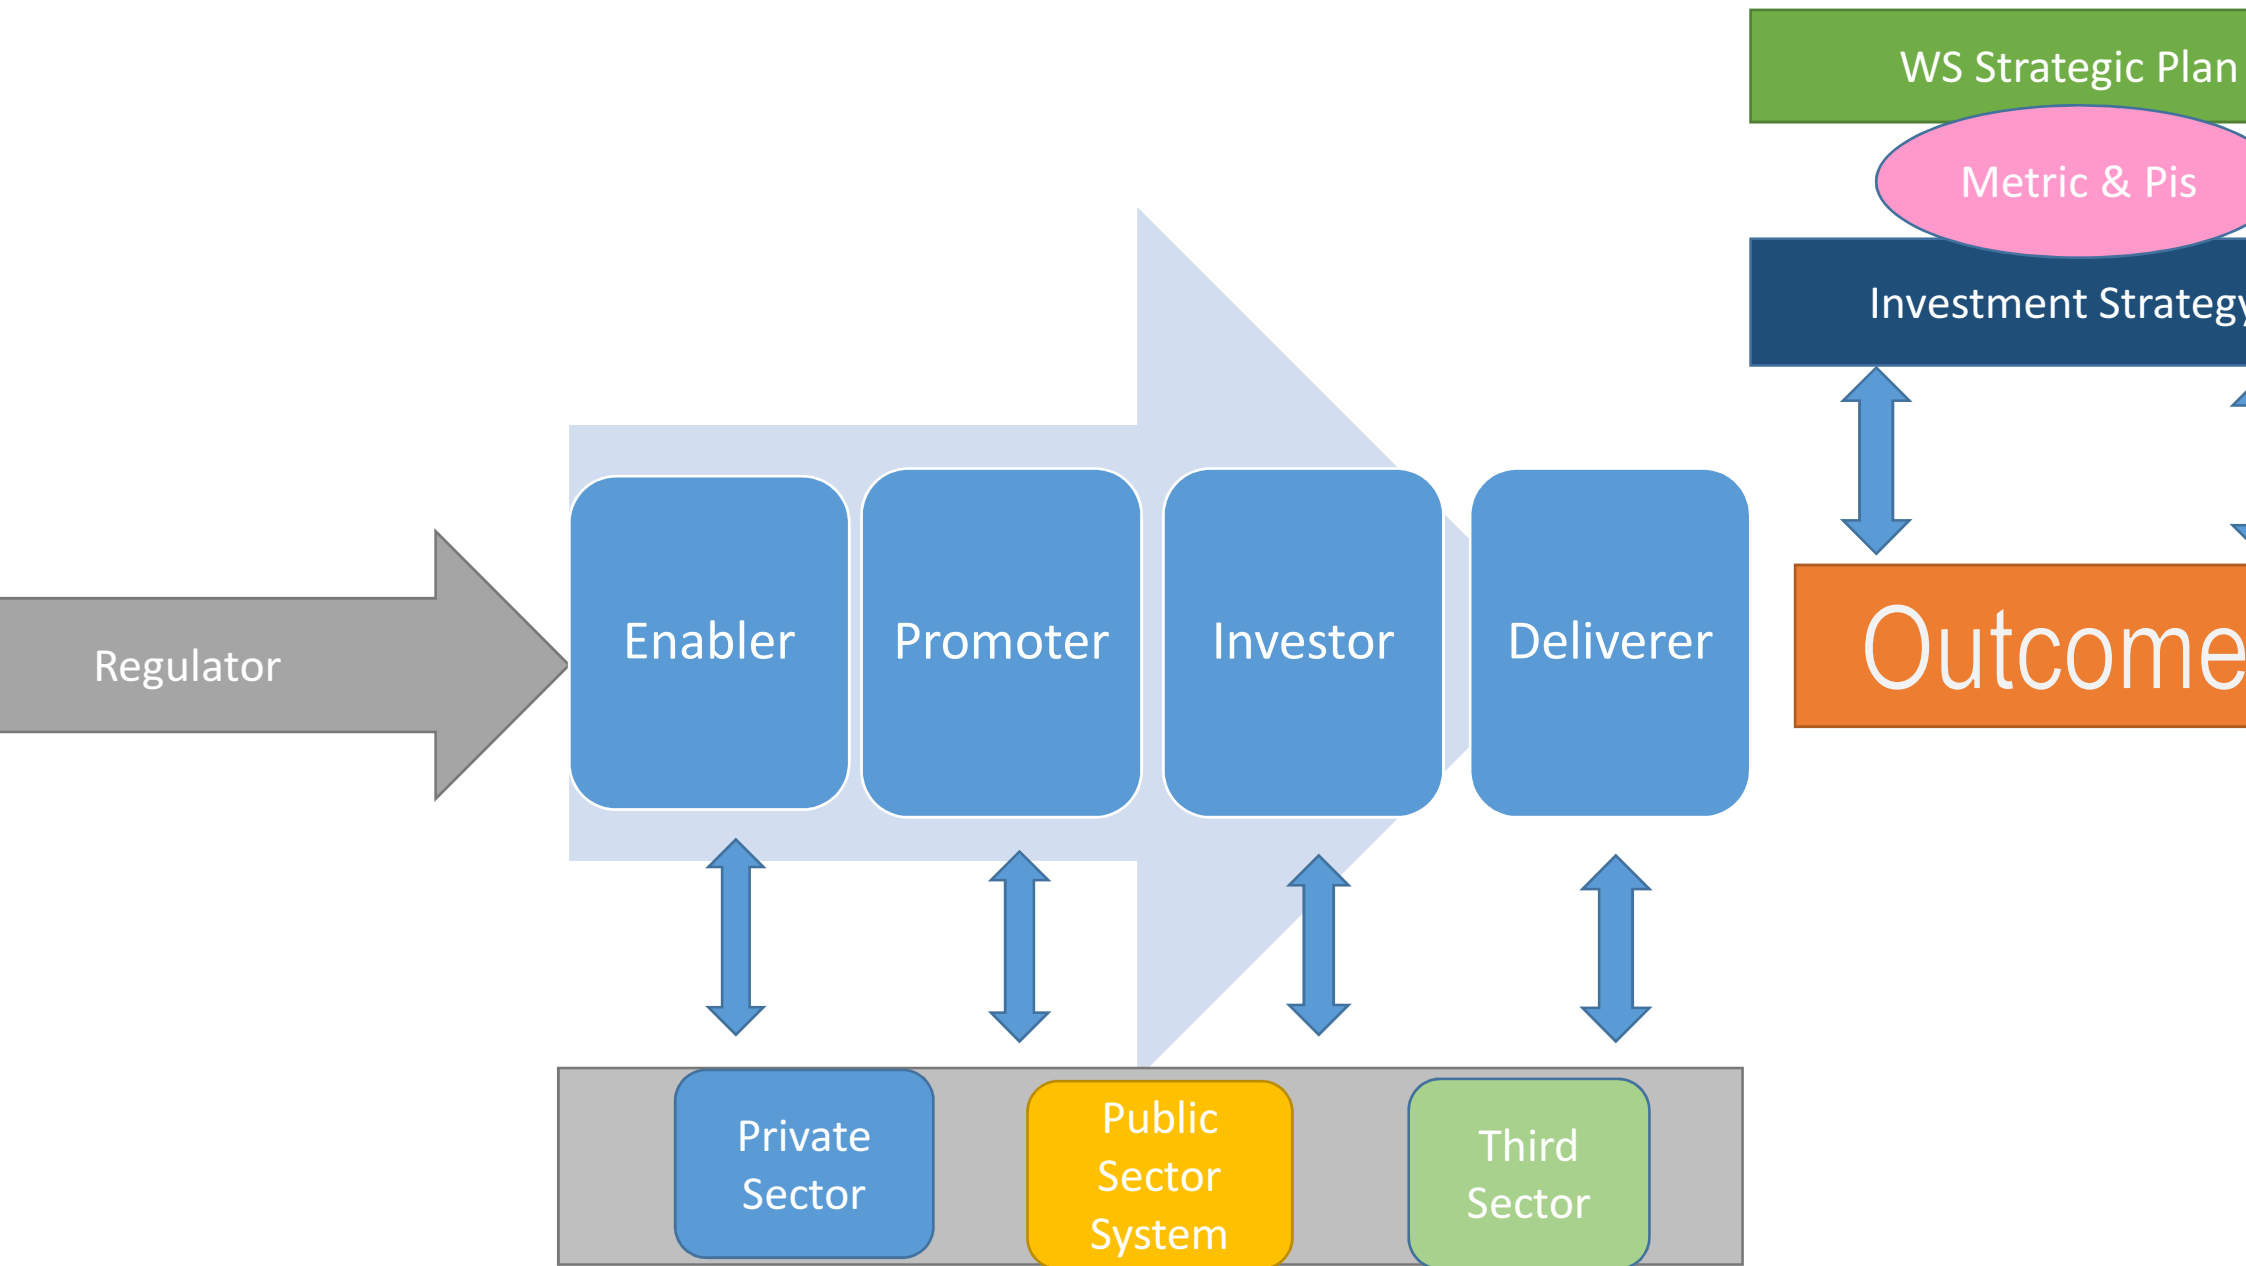 WS Strategic Plan
Metric & Pis
Investment Strategy
Regulator
Enabler
Promoter
Investor
Deliverer
Outcome
Private
Sector
Public
Sector
System
Third
Sector